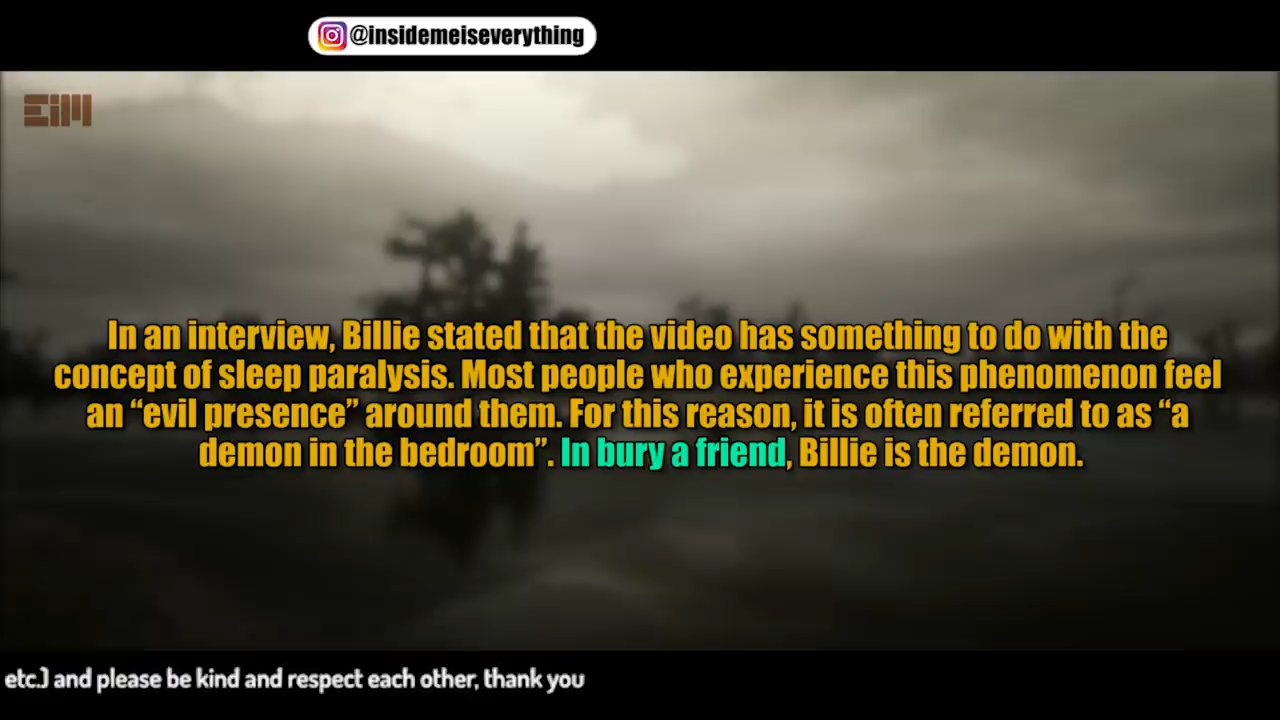 @insidemeiseverything
EiM
In an interview, Billie stated that the video has something to do with the
concept of sleep paralysis. Most people who experience this phenomenon feel
an “evil presence” around them. For this reason, it is often referred to as “a
demon in the bedroom”. In bury a friend, Billie is the demon.
etc.) and please be kind and respect each other, thank you